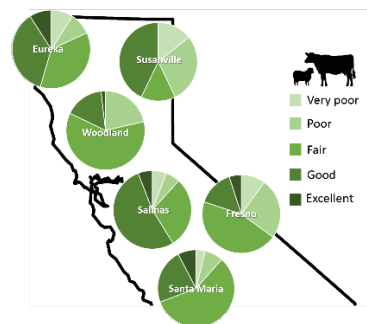 Eureka
Susanville
Woodland
Salinas
Fresno
Santa Maria
Very poor
Poor
Fair
Good
Excellent